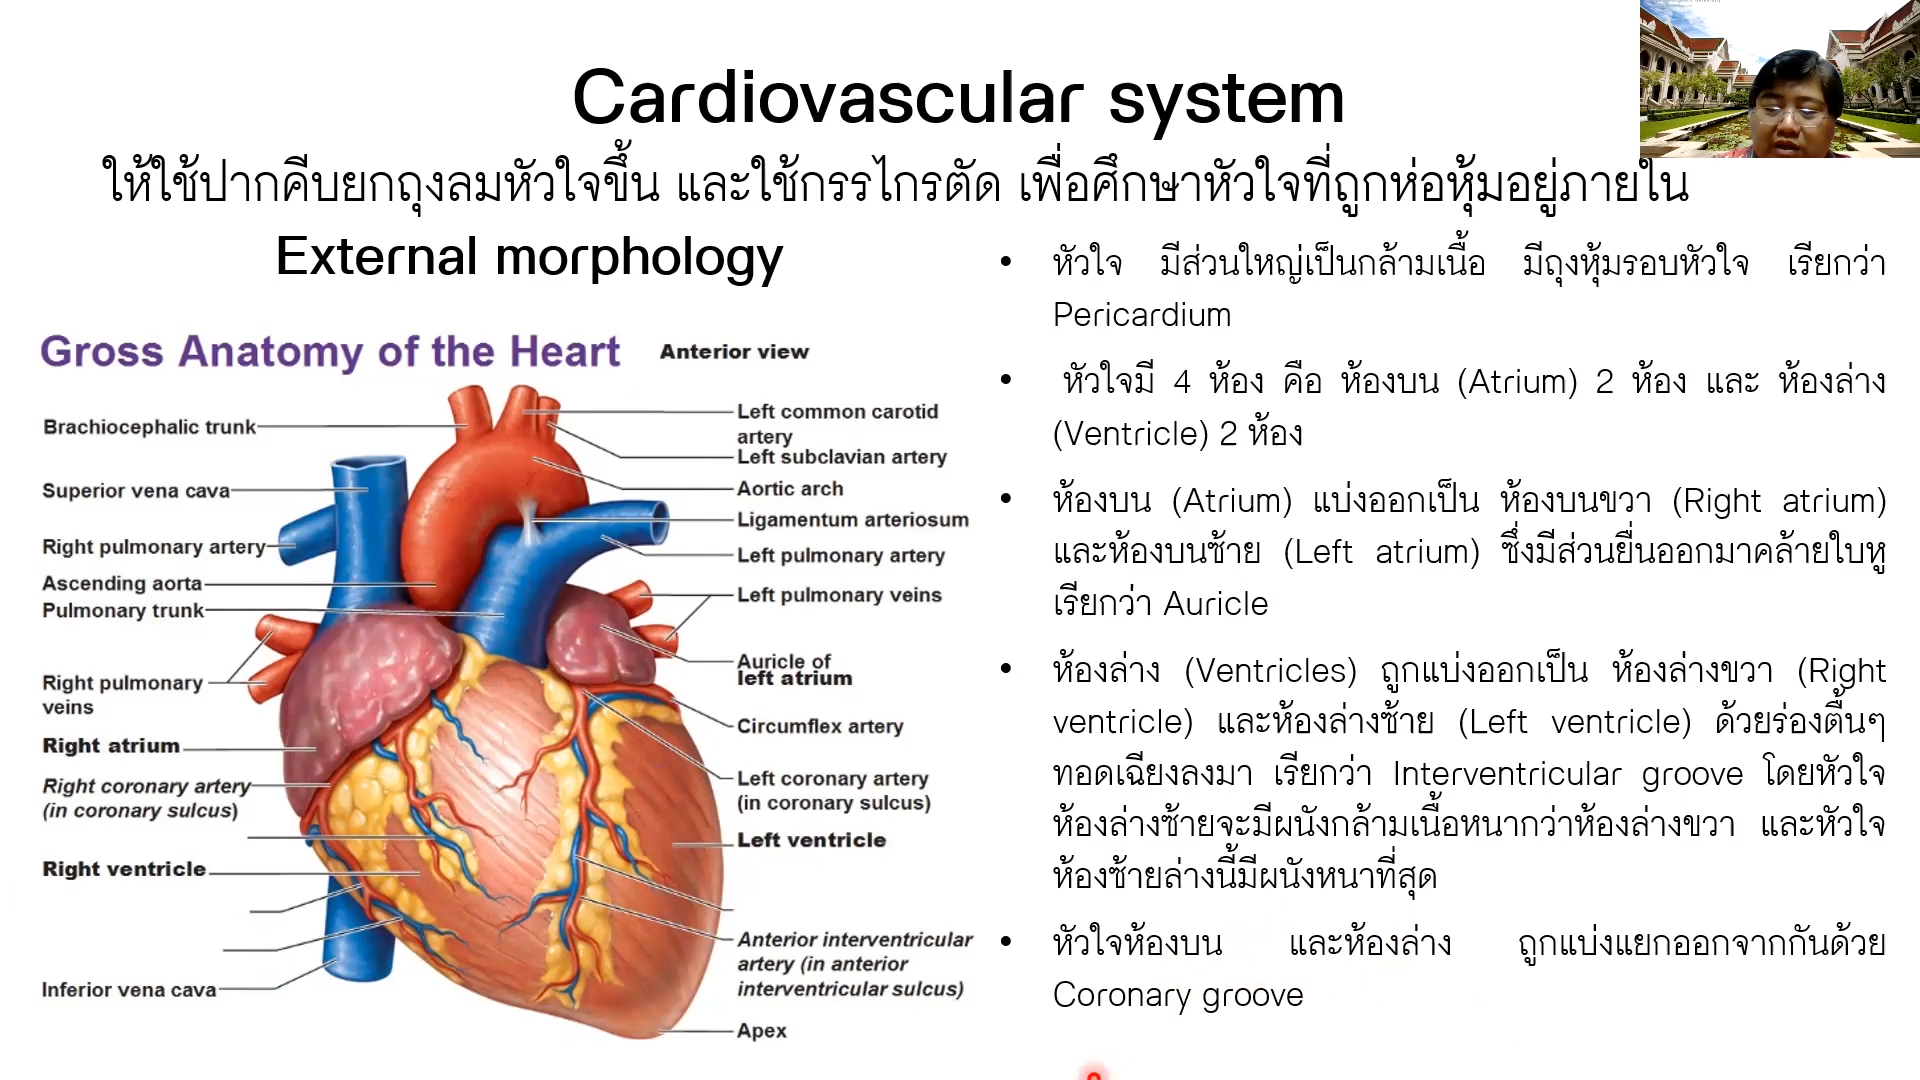 Cardiovascular system
ให้ใช้ปากคีบยกถุงลมหัวใจขึ้น และใช้กรรไกรตัด เพื่อศึกษาหัวใจที่ถูกห่อหุ้มอยู่ภายใน
External morphology
Gross Anatomy of the Heart
Anterior view
Brachiocephalic trunk
Superior vena cava
Right pulmonary artery
Ascending aorta
Pulmonary trunk
Right pulmonary
veins
Right atrium
Right coronary artery
(in coronary sulcus)
Right ventricle
Inferior vena cava
Left common carotid
artery
Left subclavian artery
Aortic arch
Ligamentum arteriosum
Left pulmonary artery
Left pulmonary veins
Auricle of
left atrium
Circumflex artery
Left coronary artery
(in coronary sulcus)
Left ventricle
Anterior interventricular
artery (in anterior
interventricular sulcus)
Apex
• หัวใจ มีส่วนใหญ่เป็นกล้ามเนื้อ มีถุงหุ้มรอบหัวใจ เรียกว่า
Pericardium
• หัวใจมี 4 ห้อง คือ ห้องบน (Atrium) 2 ห้อง และ ห้องล่าง
(Ventricle) 2 ห้อง
• ห้องบน (Atrium) แบ่งออกเป็น ห้องบนขวา (Right atrium)
และห้องบนซ้าย (Left atrium) ซึ่งมีส่วนยื่นออกมาคล้ายใบหู
เรียกว่า Auricle
• ห้องล่าง (Ventricles) ถูกแบ่งออกเป็น ห้องล่างขวา (Right
ventricle) และห้องล่างซ้าย (Left ventricle) ด้วยร่องตื้นๆ
ทอดเฉียงลงมา เรียกว่า Interventricular groove โดยหัวใจ
ห้องล่างซ้ายจะมีผนังกล้ามเนื้อหนากว่าห้องล่างขวา และหัวใจ
ห้องซ้ายล่างนี้มีผนังหนาที่สุด
• หัวใจห้องบน และห้องล่าง ถูกแบ่งแยกออกจากกันด้วย
Coronary groove